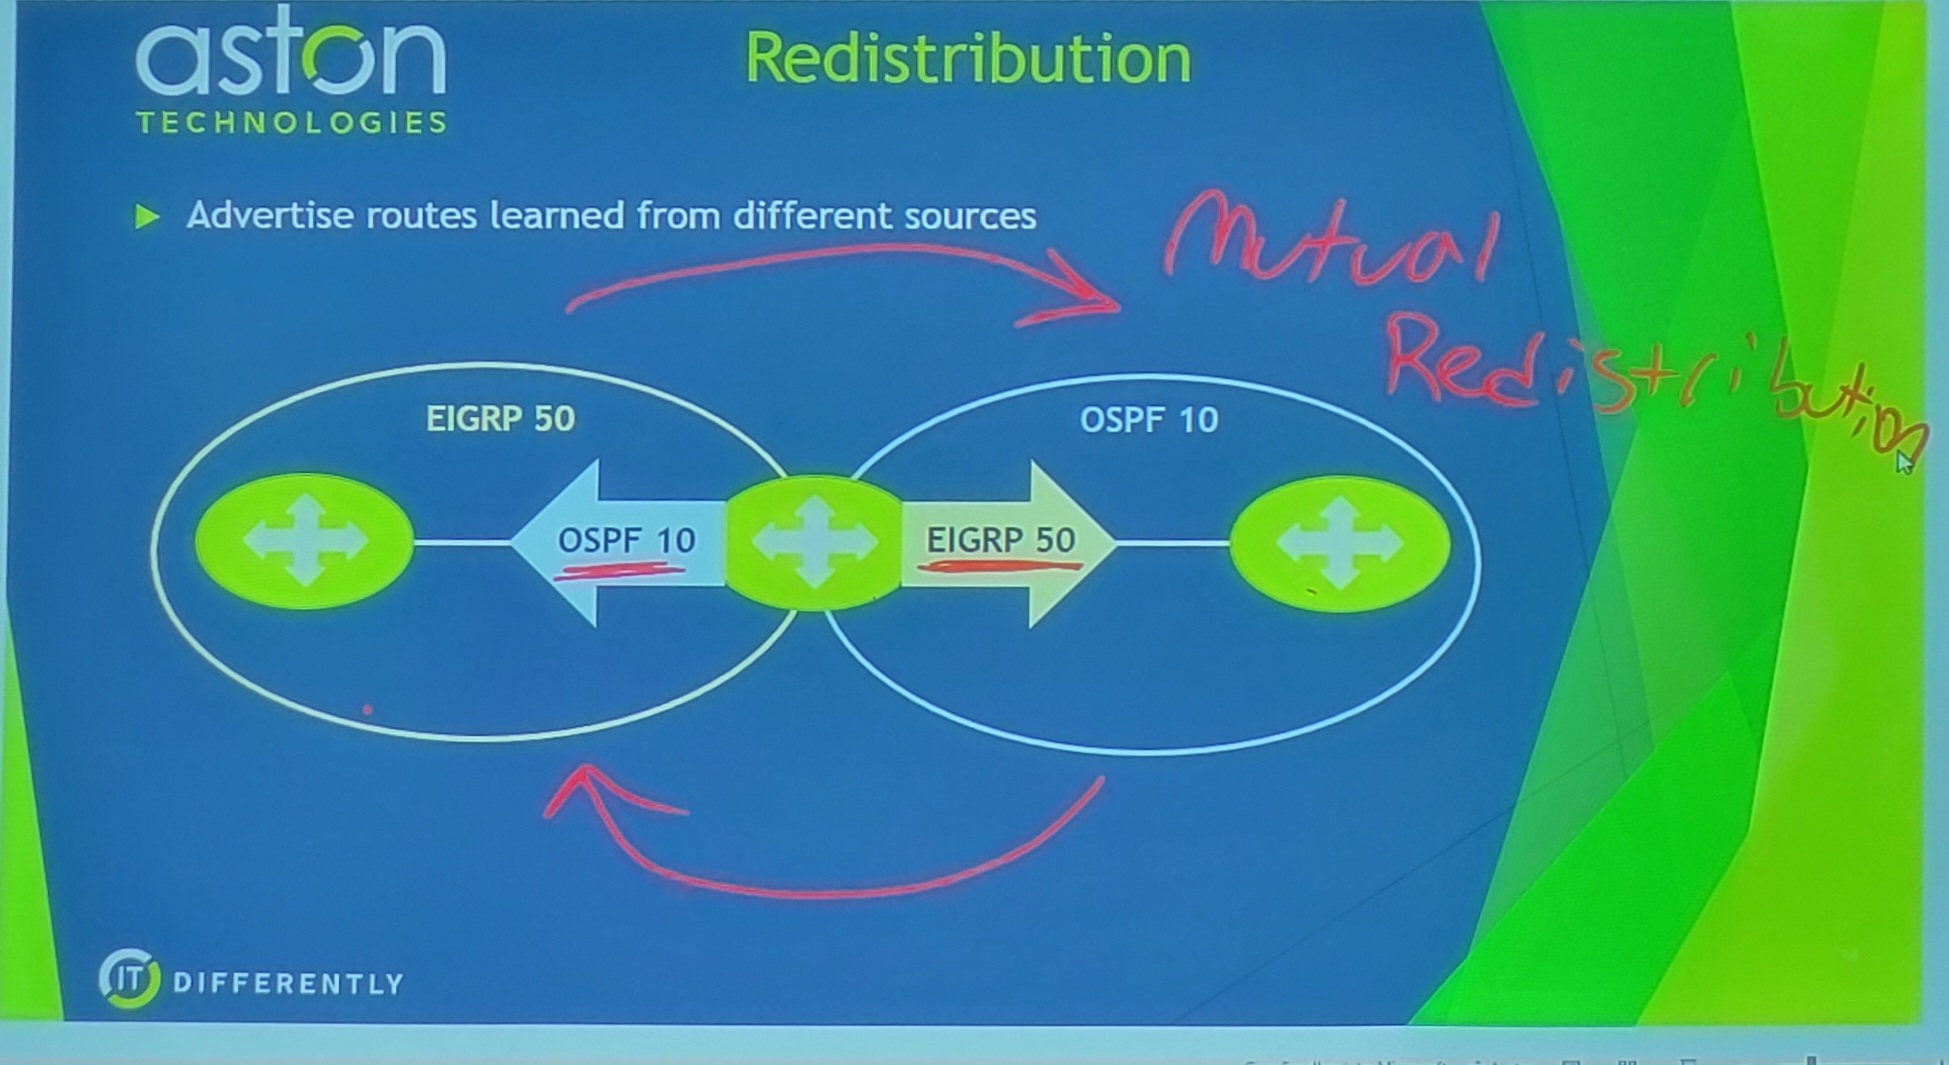 aston
TECHNOLOGIES
Redistribution
Advertise routes learned from different sources
Mutual
Redistribution
EIGRP 50
OSPF 10
OSPF 10
EIGRP 50
IT DIFFERENTLY